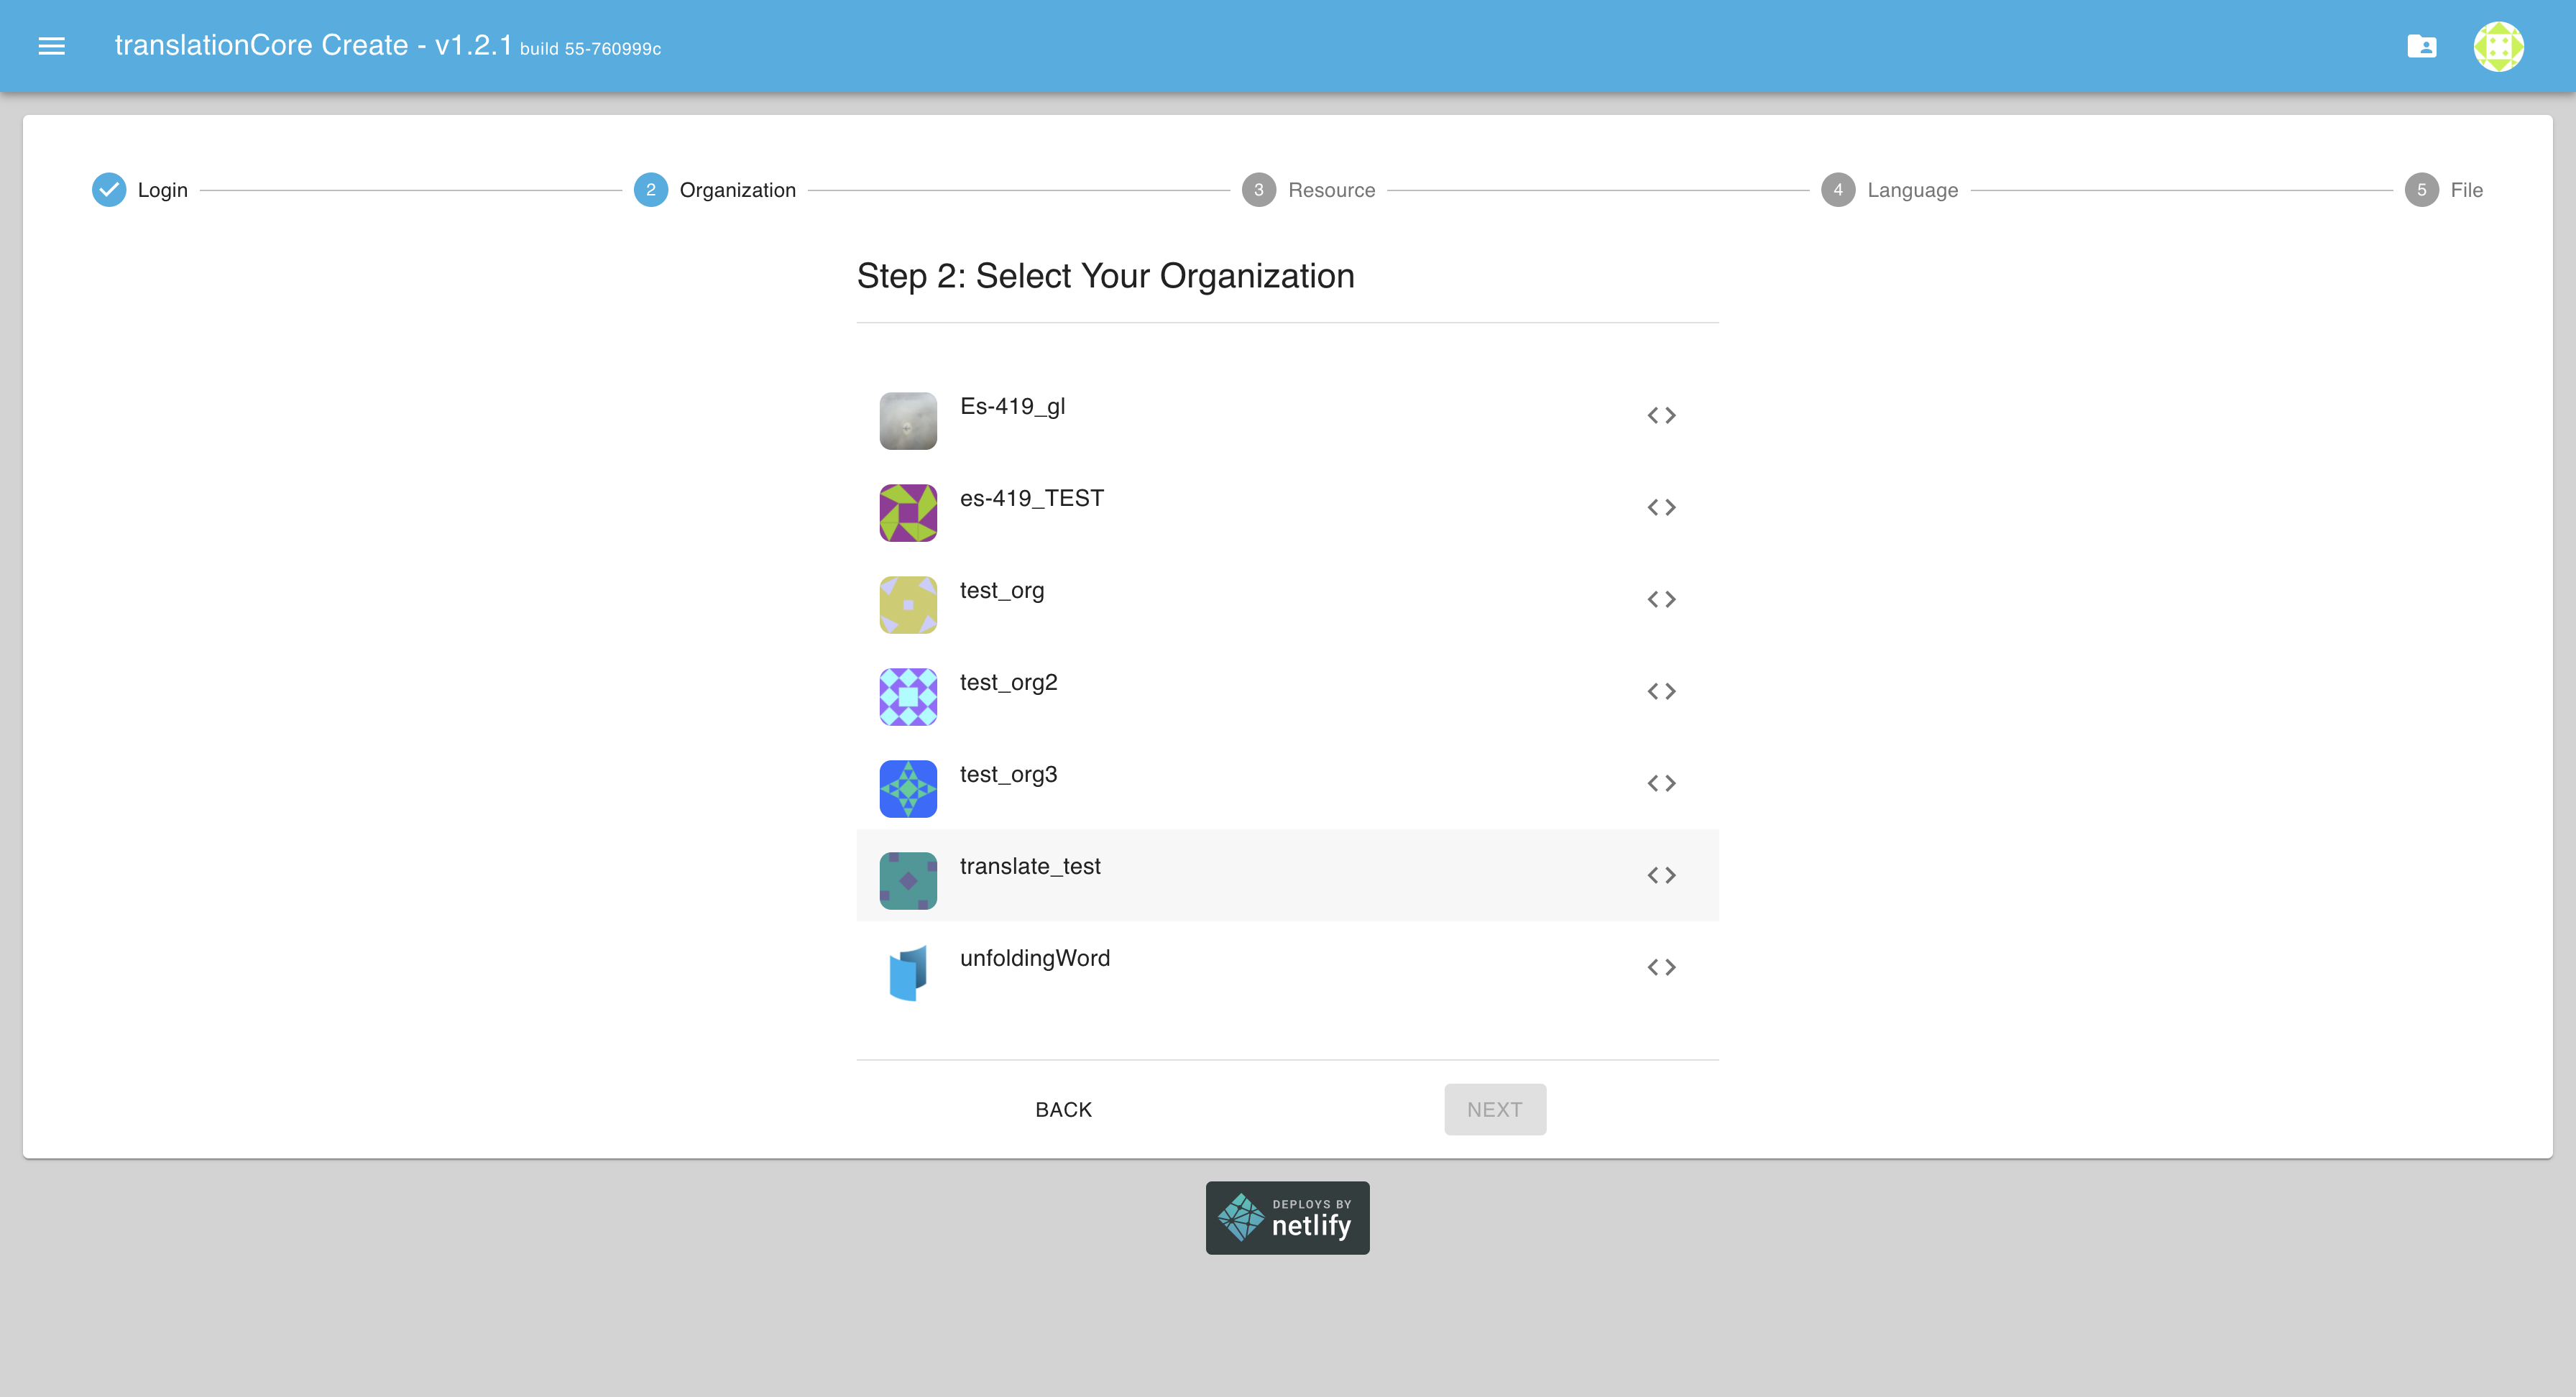 translationCore Create - v1.2.1 build 55-760999c
Login 2 Organization 3 Resource 4 Language 5 File
Step 2: Select Your Organization
Es-419_gl
es-419_TEST
test_org
test_org2
test_org3
translate_test
unfoldingWord
BACK NEXT
DEPLOYS BY
netlify